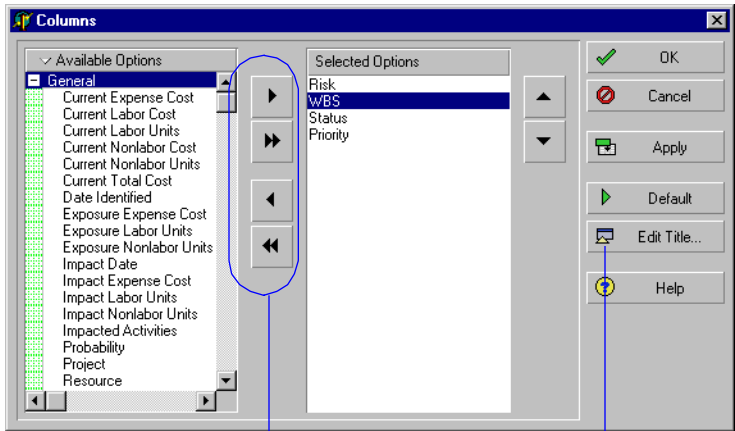 Columns
Available Options
General
Current Expense Cost
Current Labor Cost
Current Labor Units
Current Nonlabor Cost
Current Nonlabor Units
Current Total Cost
Date Identified
Exposure Expense Cost
Exposure Labor Units
Exposure Nonlabor Units
Impact Date
Impact Expense Cost
Impact Labor Units
Impact Nonlabor Units
Impacted Activities
Probability
Project
Resource
Selected Options
Risk
WBS
Status
Priority
OK
Cancel
Apply
Default
Edit Title...
Help